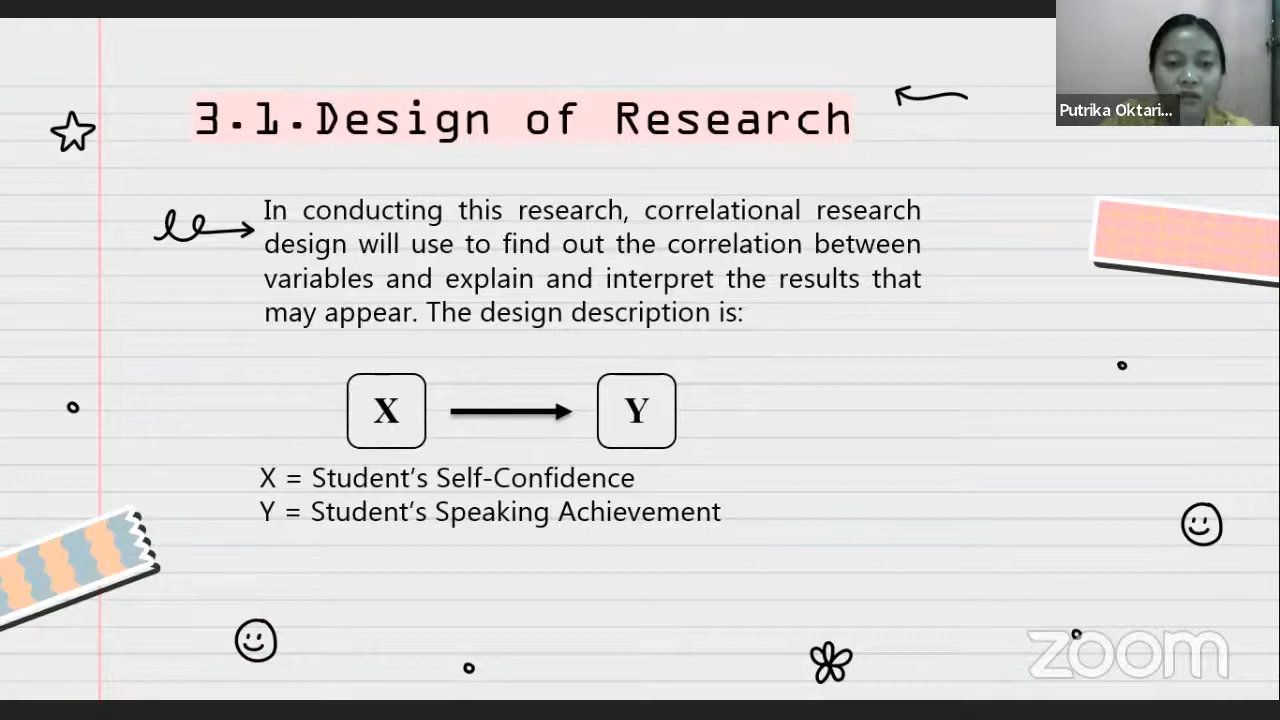 3.1.Design of Research
Putrika Oktari...
In conducting this research, correlational research
design will use to find out the correlation between
variables and explain and interpret the results that
may appear. The design description is:
X
Y
X = Student's Self-Confidence
Y = Student's Speaking Achievement
zoom